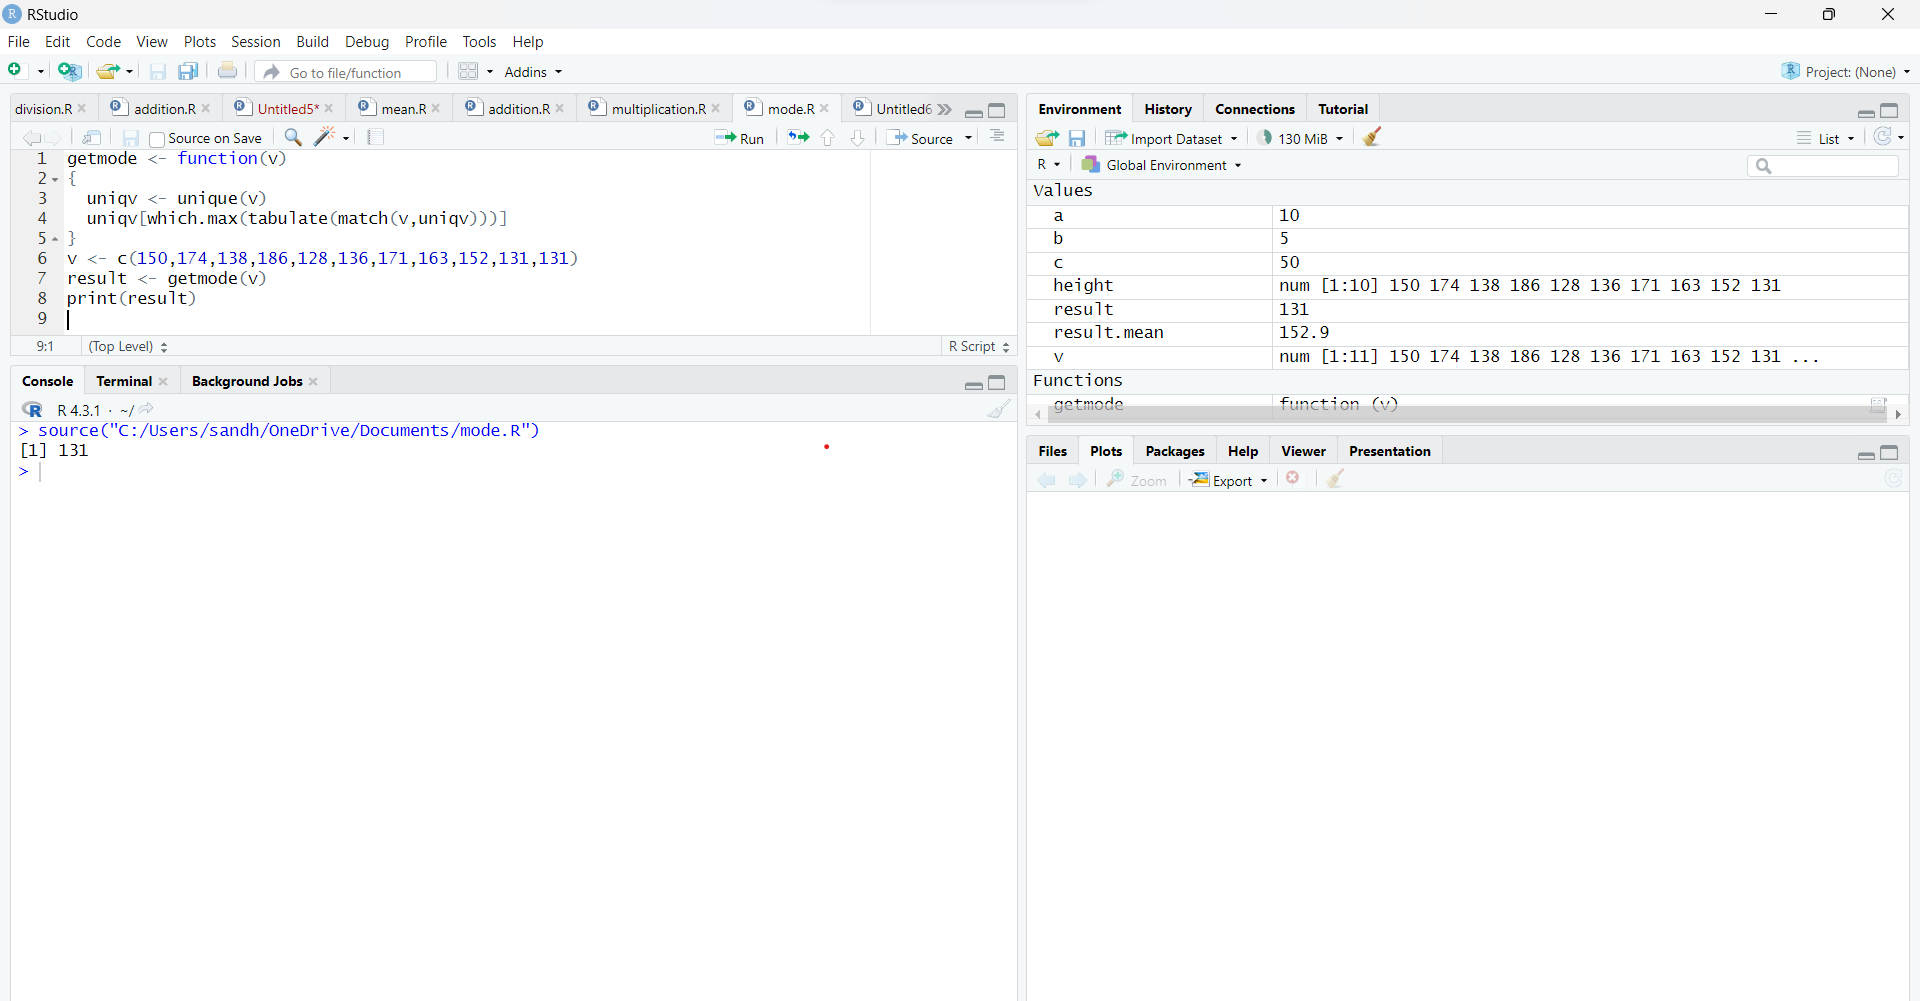 RStudio
File Edit Code View Plots Session Build Debug Profile Tools Help
Go to file/function Addins Project: (None)
division.R addition.R Untitled5* mean.R addition.R multiplication.R mode.R Untitled6
Source on Save Run Source
1 getmode <- function(v)
2 {
3 uniqv <- unique(v)
4 uniqv[which.max(tabulate(match(v,uniqv)))]
5 }
6 v <- c(150,174,138,186,128,136,171,163,152,131,131)
7 result <- getmode(v)
8 print(result)
9
9:1 (Top Level) R Script
Console Terminal Background Jobs
R 4.3.1 · ~/
> source("C:/Users/sandh/OneDrive/Documents/mode.R")
[1] 131
>
Environment History Connections Tutorial
Import Dataset 130 MiB List
R Global Environment
Values
a 10
b 5
c 50
height num [1:10] 150 174 138 186 128 136 171 163 152 131
result 131
result.mean 152.9
v num [1:11] 150 174 138 186 128 136 171 163 152 131 ...
Functions
getmode function (v)
Files Plots Packages Help Viewer Presentation
Zoom Export